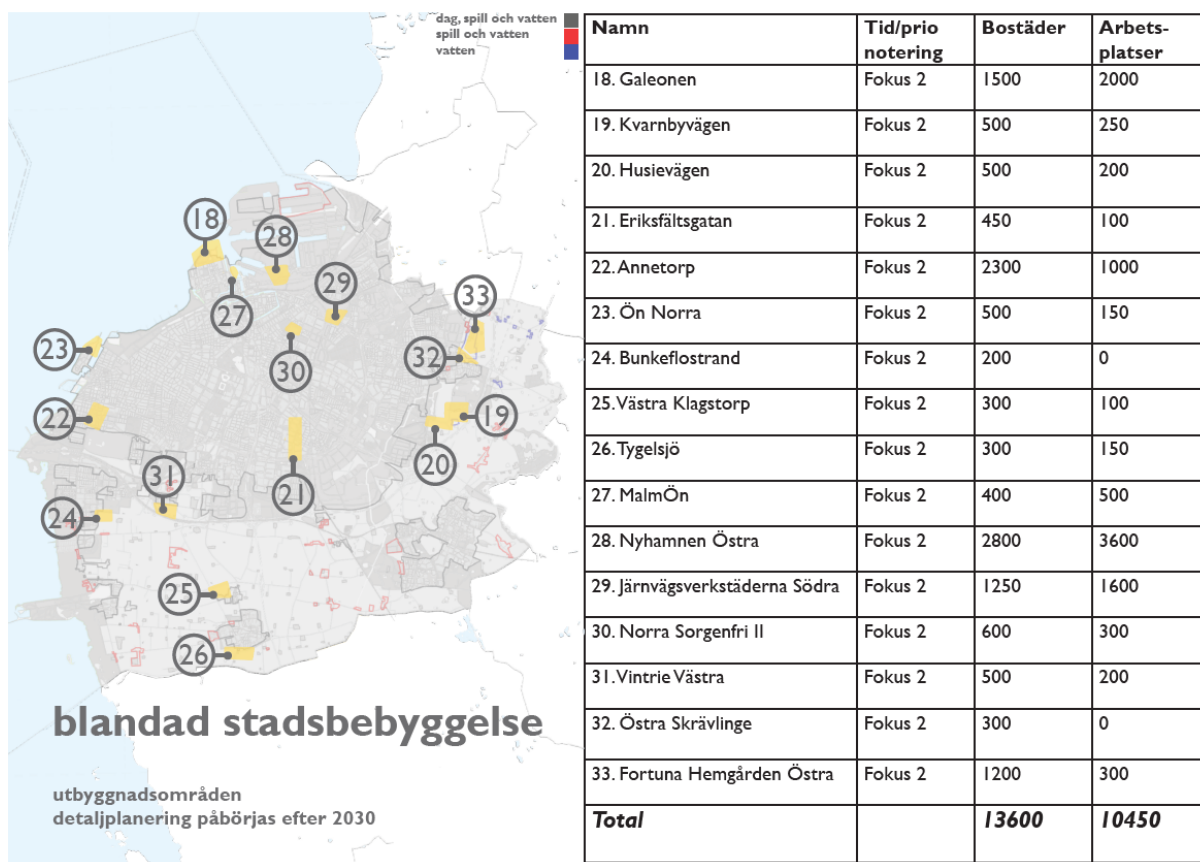 dag, spill och vatten
spill och vatten
vatten
18
28
29
27
33
23
32
30
22
19
20
31
21
24
25
26
blandad stadsbebyggelse
utbyggnadsområden
detaljplanering påbörjas efter 2030
Namn Tid/prio notering Bostäder Arbets-platser
18. Galeonen Fokus 2 1500 2000
19. Kvarnbyvägen Fokus 2 500 250
20. Husievägen Fokus 2 500 200
21. Eriksfältsgatan Fokus 2 450 100
22. Annetorp Fokus 2 2300 1000
23. Ön Norra Fokus 2 500 150
24. Bunkeflostrand Fokus 2 200 0
25. Västra Klagstorp Fokus 2 300 100
26. Tygelsjö Fokus 2 300 150
27. MalmÖn Fokus 2 400 500
28. Nyhamnen Östra Fokus 2 2800 3600
29. Järnvägsverkstäderna Södra Fokus 2 1250 1600
30. Norra Sorgenfri II Fokus 2 600 300
31. Vintrie Västra Fokus 2 500 200
32. Östra Skrävlinge Fokus 2 300 0
33. Fortuna Hemgården Östra Fokus 2 1200 300
Total 13600 10450